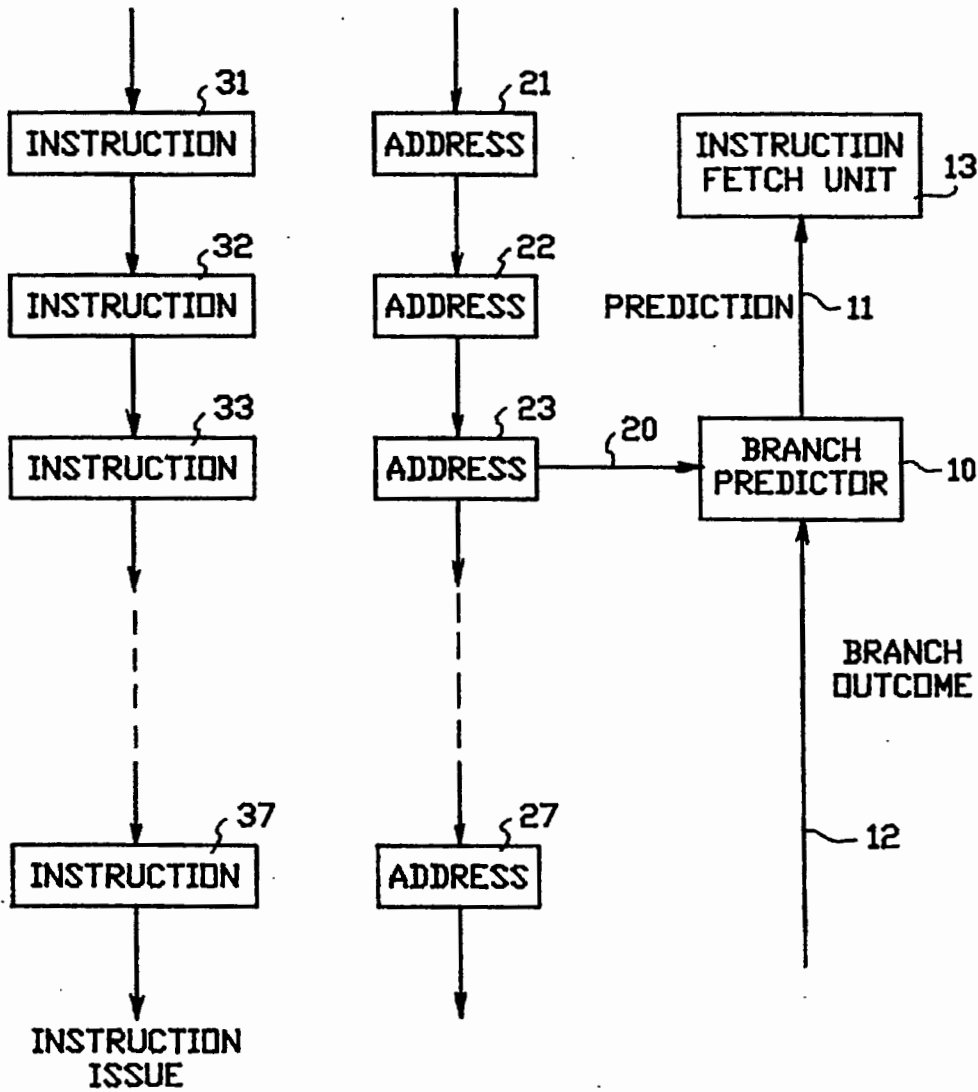 31
INSTRUCTION
32
INSTRUCTION
33
INSTRUCTION
37
INSTRUCTION
INSTRUCTION
ISSUE
21
ADDRESS
22
ADDRESS
23
ADDRESS
27
ADDRESS
INSTRUCTION
FETCH UNIT
13
PREDICTION
11
20
BRANCH
PREDICTOR
10
BRANCH
OUTCOME
12